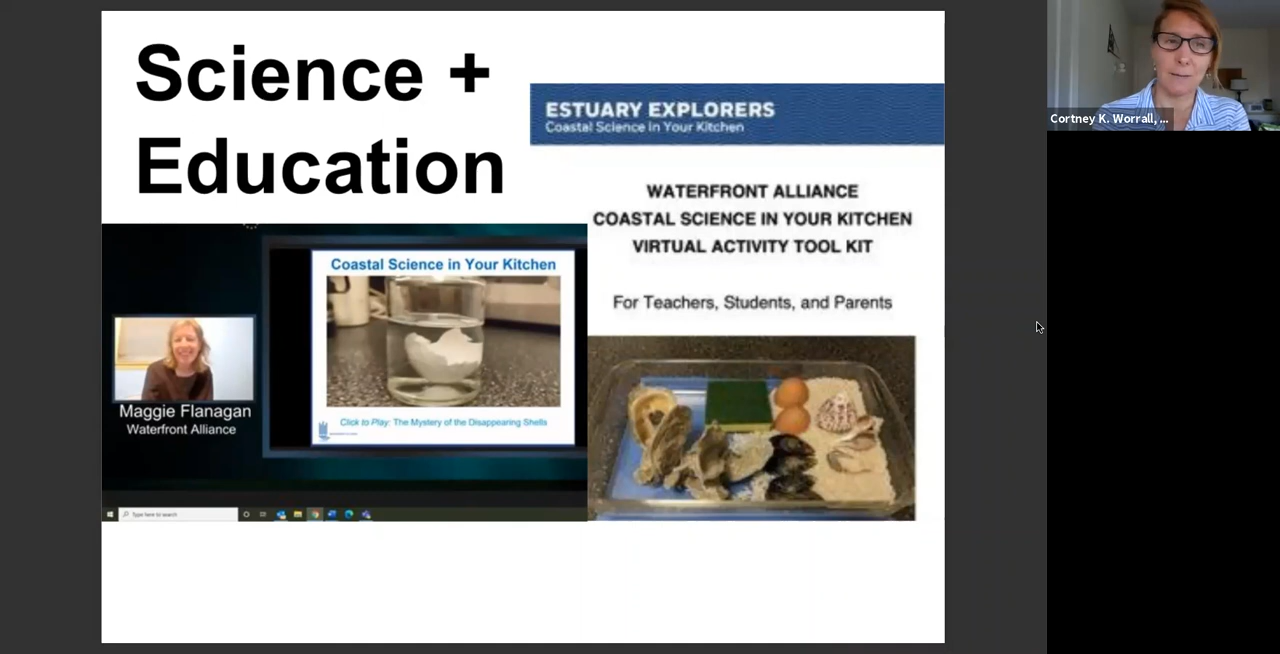 Science +
Education
ESTUARY EXPLORERS
Coastal Science in Your Kitchen
WATERFRONT ALLIANCE
COASTAL SCIENCE IN YOUR KITCHEN
VIRTUAL ACTIVITY TOOL KIT
For Teachers, Students, and Parents
Coastal Science in Your Kitchen
Click to Play: The Mystery of the Disappearing Shells
Maggie Flanagan
Waterfront Alliance
Type here to search
Cortney K. Worrall, ...